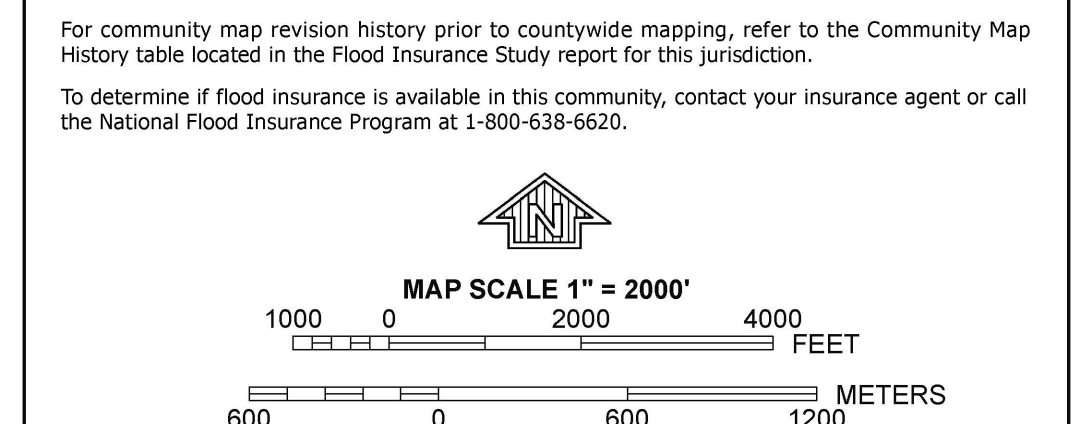 For community map revision history prior to countywide mapping, refer to the Community Map
History table located in the Flood Insurance Study report for this jurisdiction.
To determine if flood insurance is available in this community, contact your insurance agent or call
the National Flood Insurance Program at 1-800-638-6620.
N
MAP SCALE 1" = 2000'
1000 0 2000 4000
FEET
METERS
600 0 600 1200